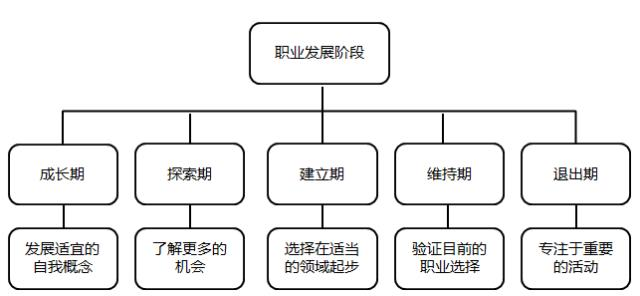 职业发展阶段
成长期
探索期
建立期
维持期
退出期
发展适宜的
自我概念
了解更多的
机会
选择在适当
的领域起步
验证目前的
职业选择
专注于重要
的活动